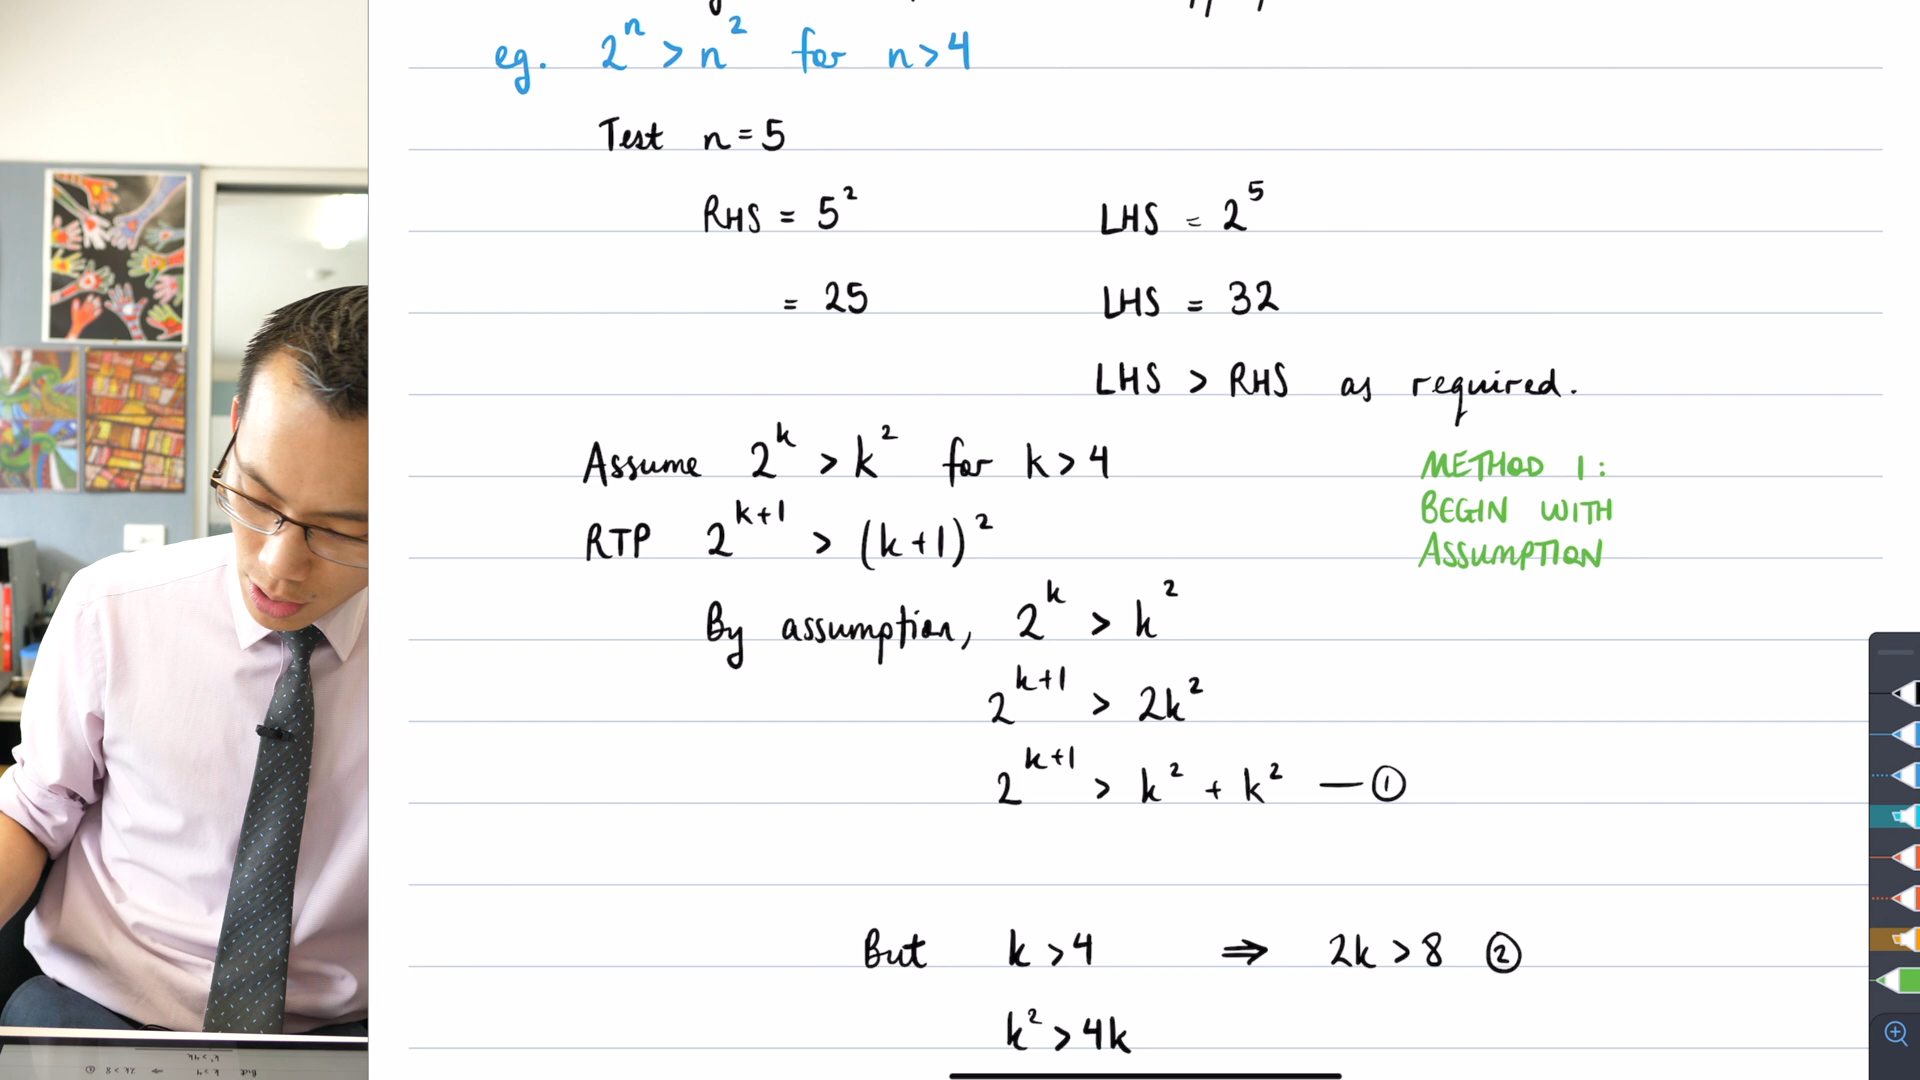 eg. 2ⁿ > n² for n > 4
Test n = 5
RHS = 5² LHS = 2⁵
= 25 LHS = 32
LHS > RHS as required.
Assume 2ᵏ > k² for k > 4
METHOD 1:
BEGIN WITH
ASSUMPTION
RTP 2ᵏ⁺¹ > (k+1)²
By assumption, 2ᵏ > k²
2ᵏ⁺¹ > 2k²
2ᵏ⁺¹ > k² + k² — ①
But k > 4 ⇒ 2k > 8 ②
k² > 4k